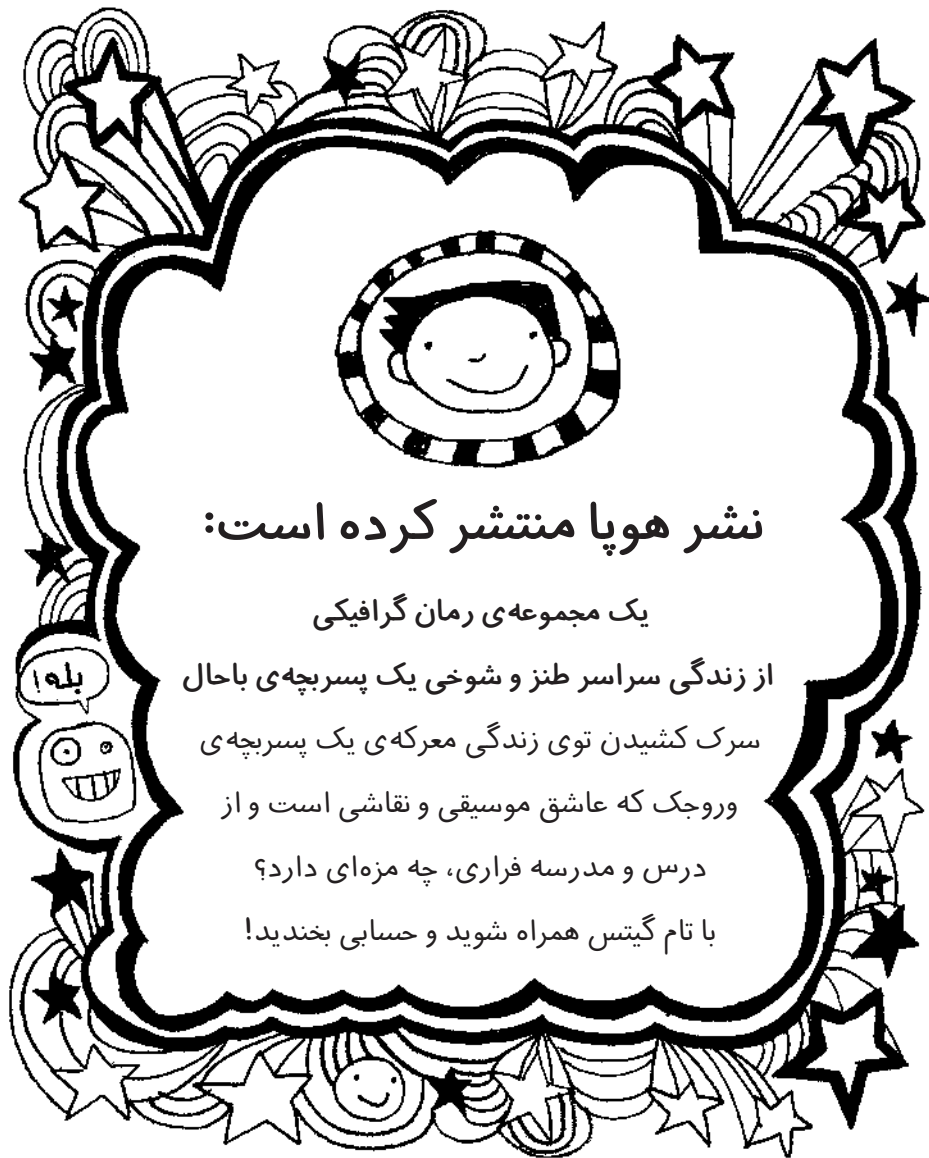 نشر هوپا منتشر کرده است:
یک مجموعه‌ی رمان گرافیکی
از زندگی سراسر طنز و شوخی یک پسربچه‌ی باحال
سرک کشیدن توی زندگی معرکه‌ی یک پسربچه‌ی
وروجک که عاشق موسیقی و نقاشی است و از
درس و مدرسه فراری، چه مزه‌ای دارد؟
با تام گیتس همراه شوید و حسابی بخندید!
بله!